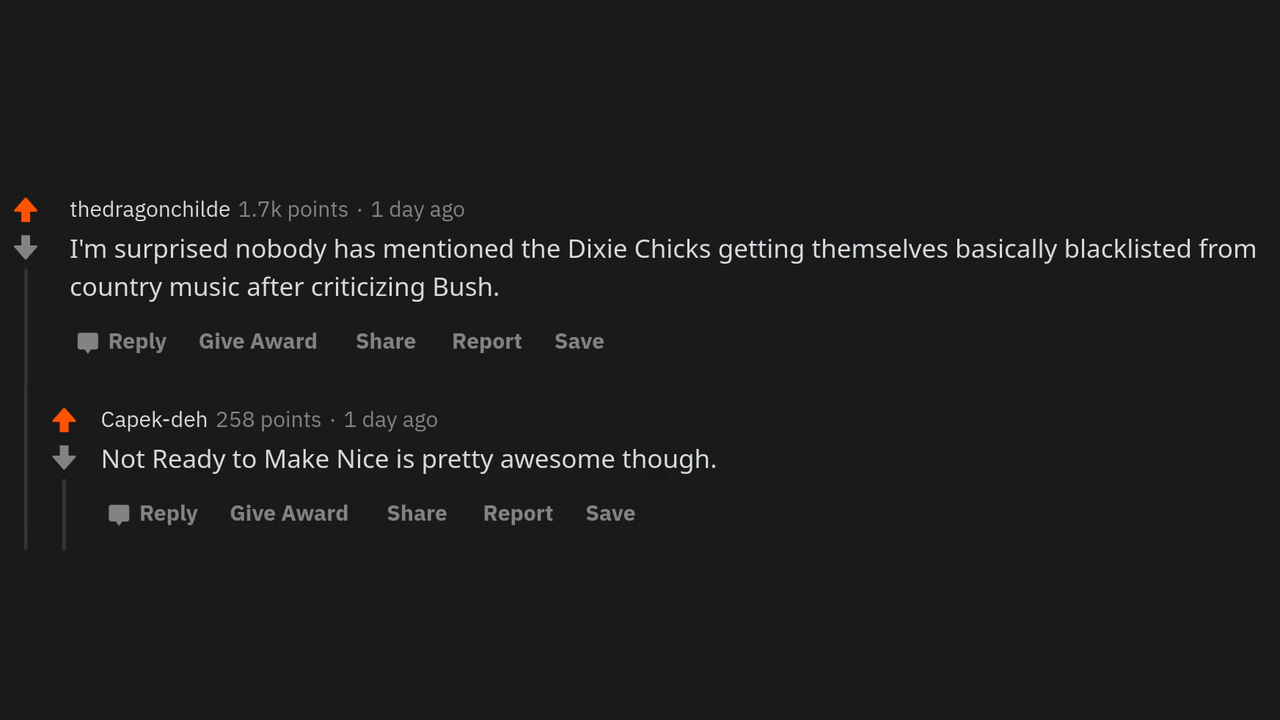 thedragonchilde 1.7k points · 1 day ago
I'm surprised nobody has mentioned the Dixie Chicks getting themselves basically blacklisted from
country music after criticizing Bush.
Reply Give Award Share Report Save
Capek-deh 258 points · 1 day ago
Not Ready to Make Nice is pretty awesome though.
Reply Give Award Share Report Save